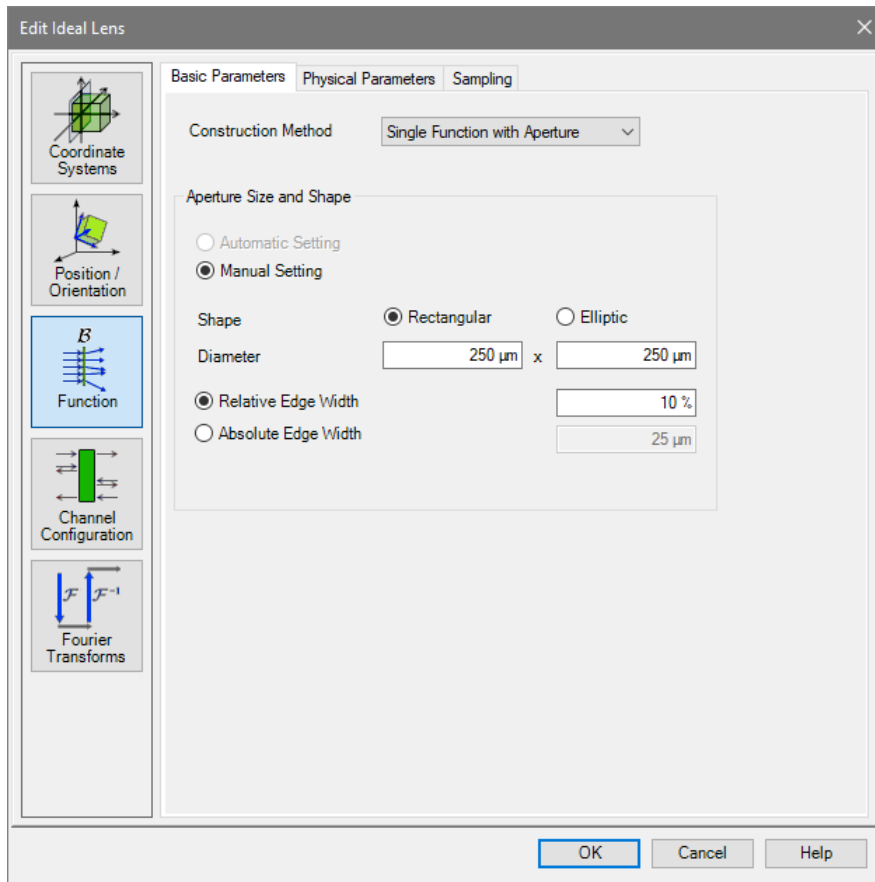 Edit Ideal Lens
Coordinate
Systems
Position /
Orientation
B
Function
Channel
Configuration
F F⁻¹
Fourier
Transforms
Basic Parameters Physical Parameters Sampling
Construction Method Single Function with Aperture
Aperture Size and Shape
Automatic Setting
Manual Setting
Shape Rectangular Elliptic
Diameter 250 µm x 250 µm
Relative Edge Width 10 %
Absolute Edge Width 25 µm
OK Cancel Help